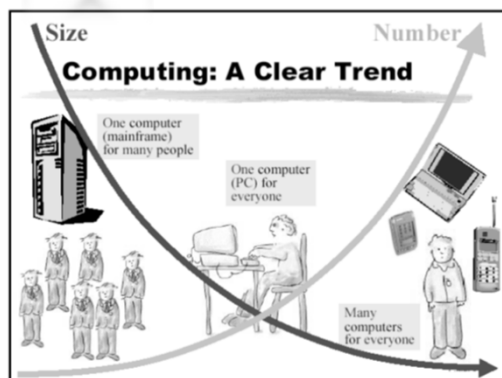 Size
Number
Computing: A Clear Trend
One computer
(mainframe)
for many people
One computer
(PC) for
everyone
Many
computers
for everyone